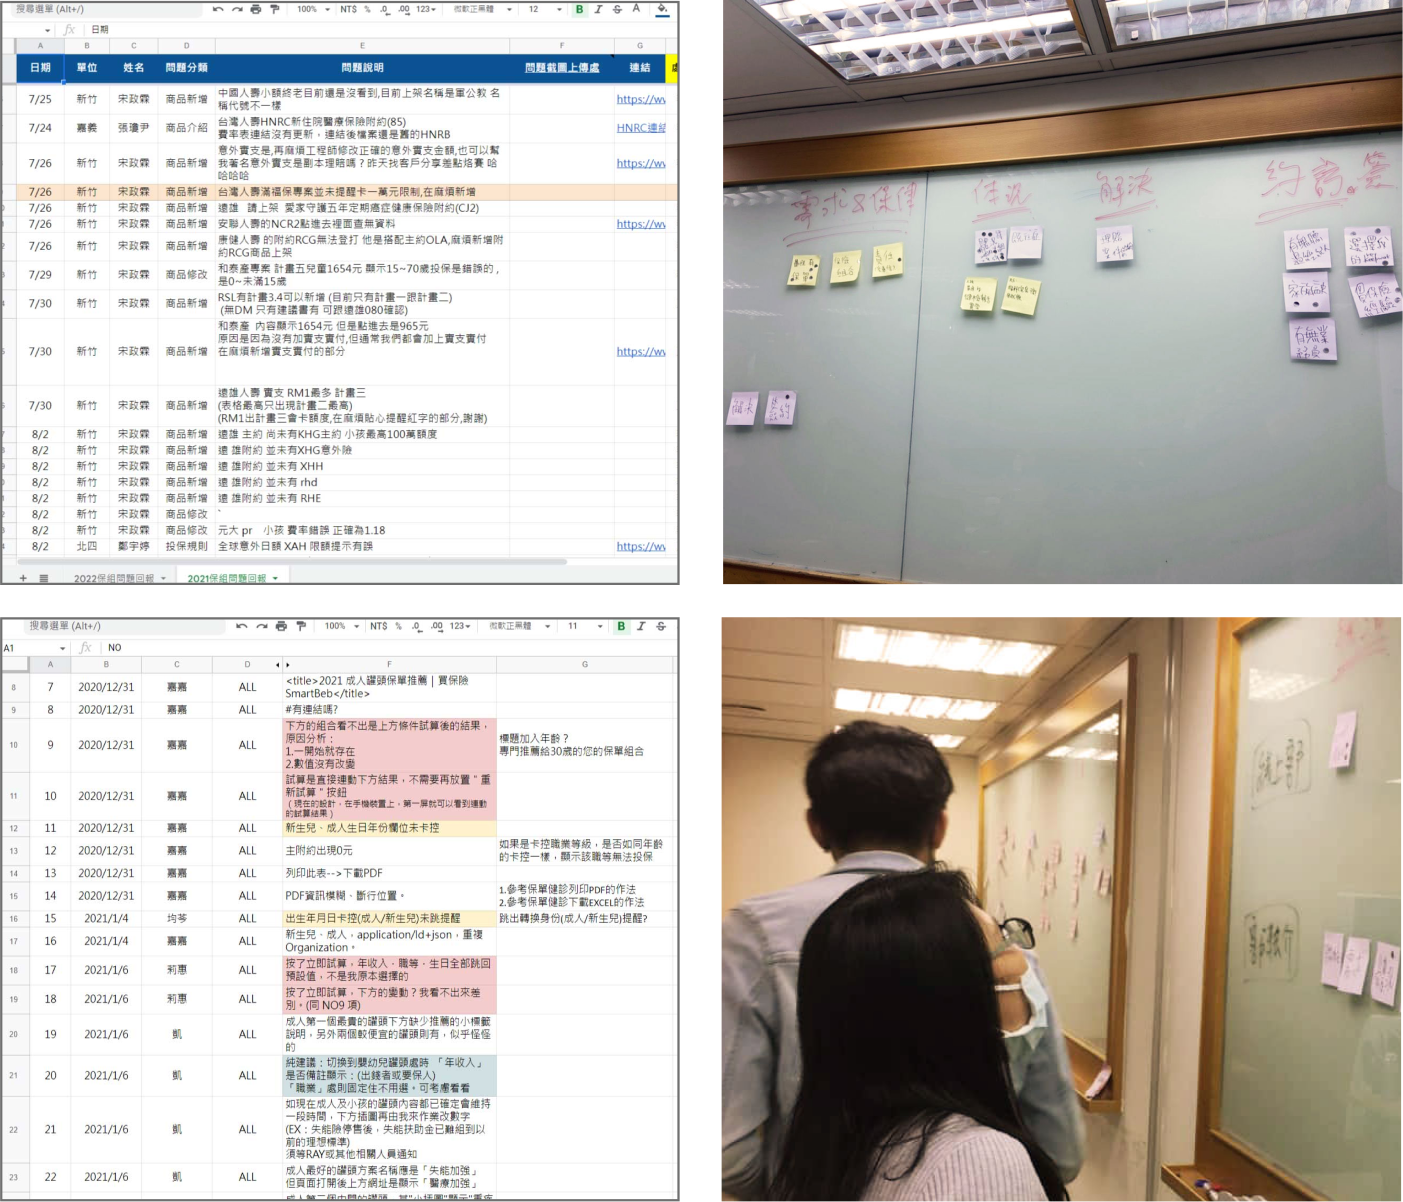 搜尋選單 (Alt+/)
100%
NT$ % .0 .00 123
微軟正黑體
12
B I S A
fx 日期
A B C D E F G
日期 單位 姓名 問題分類 問題說明 問題截圖上傳處 連結
7/25 新竹 宋政霖 商品新增 中國人壽小額終老目前還是沒看到,目前上架名稱是軍公教 名
稱代號不一樣 https://ww
7/24 嘉義 張瓊尹 商品介紹 台灣人壽HNRC新住院醫療保險附約(85)
費率表連結沒有更新，連結後檔案還是舊的HNRB HNRC連結
7/26 新竹 宋政霖 商品新增 意外實支是,再麻煩工程師修改正確的意外實支金額,也可以幫
我著名意外實支是副本理賠嗎？昨天找客戶分享差點烙賽 哈
哈哈哈 https://ww
7/26 新竹 宋政霖 商品新增 台灣人壽滿福保專案並未提醒卡一萬元限制,在麻煩新增
7/26 新竹 宋政霖 商品新增 遠雄 請上架 愛家守護五年定期癌症健康保險附約(CJ2)
7/26 新竹 宋政霖 商品新增 安聯人壽的NCR2點進去裡面查無資料 https://ww
7/26 新竹 宋政霖 商品新增 康健人壽 的附約RCG無法登打 他是搭配主約OLA,麻煩新增附
約RCG商品上架
7/29 新竹 宋政霖 商品修改 和泰產專案 計畫五兒童1654元 顯示15~70歲投保是錯誤的，
是0~未滿15歲
7/30 新竹 宋政霖 商品新增 RSL有計畫3.4可以新增 (目前只有計畫一跟計畫二)
(無DM 只有建議書有 可跟遠雄080確認)
7/30 新竹 宋政霖 商品新增 和泰產 內容顯示1654元 但是點進去是965元
原因是因為沒有加實支實付,但通常我們都會加上實支實付
在麻煩新增實支實付的部分 https://ww
7/30 新竹 宋政霖 商品新增 遠雄人壽 實支 RM1最多 計畫三
(表格最高只出現計畫二最高)
(RM1出計畫三會卡額度,在麻煩貼心提醒紅字的部分,謝謝)
8/2 新竹 宋政霖 商品新增 遠雄 主約 尚未有KHG主約 小孩最高100萬額度
8/2 新竹 宋政霖 商品新增 遠 雄附約 並未有XHG意外險
8/2 新竹 宋政霖 商品新增 遠 雄附約 並未有 XHH
8/2 新竹 宋政霖 商品新增 遠 雄附約 並未有 rhd
8/2 新竹 宋政霖 商品新增 遠 雄附約 並未有 RHE
8/2 新竹 宋政霖 商品修改 `
8/2 新竹 宋政霖 商品修改 元大 pr 小孩 費率錯誤 正確為1.18
8/2 北四 鄭宇婷 投保規則 全球意外日額 XAH 限額提示有誤 https://ww
2022保組問題回報 2021保組問題回報
解決
約
解決
搜尋選單 (Alt+/)
100%
NT$ % .0 .00 123
微軟正黑體
11
B I S
A1 fx NO
A B C D F G
8 7 2020/12/31 嘉嘉 ALL <title>2021 成人罐頭保單推薦 | 買保險
SmartBeb</title>
9 8 2020/12/31 嘉嘉 ALL #有連結嗎?
10 9 2020/12/31 嘉嘉 ALL 下方的組合看不出是上方條件試算後的結果，
原因分析：
1.一開始就存在
2.數值沒有改變
標題加入年齡？
專門推薦給30歲的您的保單組合
11 10 2020/12/31 嘉嘉 ALL 試算是直接連動下方結果，不需要再放置＂重
新試算＂按鈕
（現在的設計，在手機裝置上，第一屏就可以看到連動
的試算結果）
12 11 2020/12/31 嘉嘉 ALL 新生兒、成人生日年份欄位未卡控
13 12 2020/12/31 嘉嘉 ALL 主附約出現0元
如果是卡控職業等級，是否如同年齡
的卡控一樣，顯示該職等無法投保
14 13 2020/12/31 嘉嘉 ALL 列印此表-->下載PDF
15 14 2020/12/31 嘉嘉 ALL PDF資訊模糊、斷行位置。
1.參考保單健診列印PDF的作法
2.參考保單健診下載EXCEL的作法
16 15 2021/1/4 均芩 ALL 出生年月日卡控(成人/新生兒)未跳提醒 跳出轉換身份(成人/新生兒)提醒?
17 16 2021/1/4 嘉嘉 ALL 新生兒、成人，application/ld+json，重複
Organization。
18 17 2021/1/6 莉惠 ALL 按了立即試算，年收入、職等、生日全部跳回
預設值，不是我原本選擇的
19 18 2021/1/6 莉惠 ALL 按了立即試算，下方的變動？我看不出來差
別。(同 NO9 項)
20 19 2021/1/6 凱 ALL 成人第一個最貴的罐頭下方缺少推薦的小標籤
說明，另外兩個較便宜的罐頭則有，似乎怪怪
的
21 20 2021/1/6 凱 ALL 純建議：切換到嬰幼兒罐頭處時 「年收入」
是否備註顯示：(出錢者或要保人)
「職業」處則固定住不用選。可考慮看看
22 21 2021/1/6 凱 ALL 如現在成人及小孩的罐頭內容都已確定會維持
一段時間，下方插圖再由我來作業改數字
(EX：失能險停售後，失能扶助金已難組到以
前的理想標準)
須等RAY或其他相關人員通知
23 22 2021/1/6 凱 ALL 成人最好的罐頭方案名稱應是「失能加強」
但頁面打開後上方網址是顯示「醫療加強」